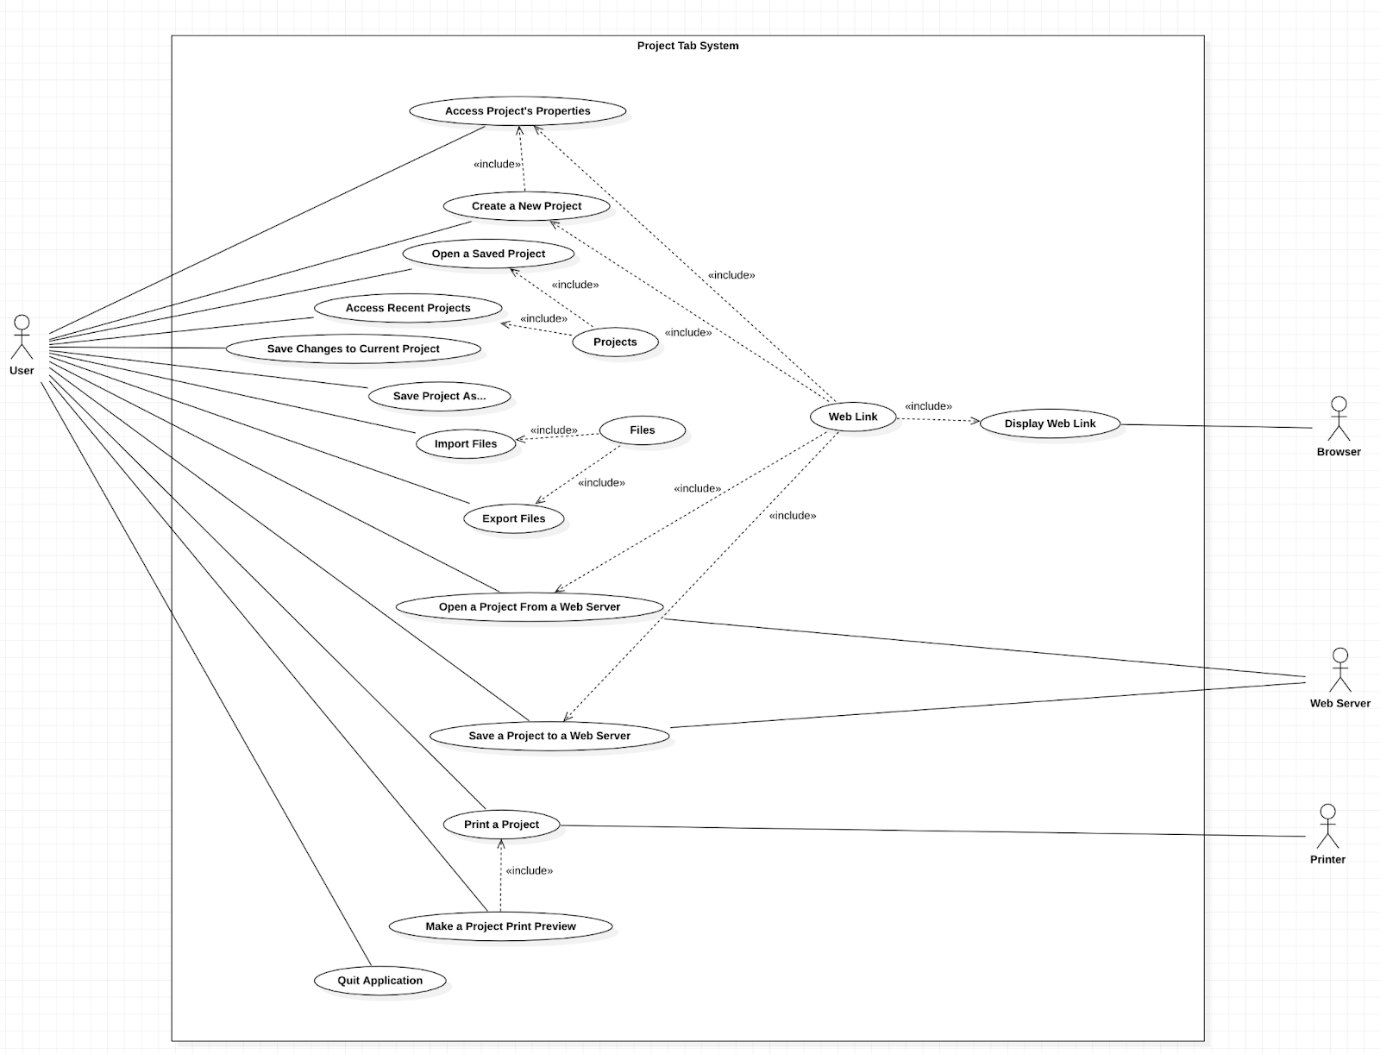 Project Tab System
Access Project's Properties
«include»
Create a New Project
Open a Saved Project
«include»
«include»
Access Recent Projects
«include»
«include»
Projects
Save Changes to Current Project
User
Save Project As...
«include»
Web Link
Display Web Link
Browser
Files
«include»
Import Files
«include»
«include»
Export Files
«include»
Open a Project From a Web Server
Web Server
Save a Project to a Web Server
Print a Project
Printer
«include»
Make a Project Print Preview
Quit Application